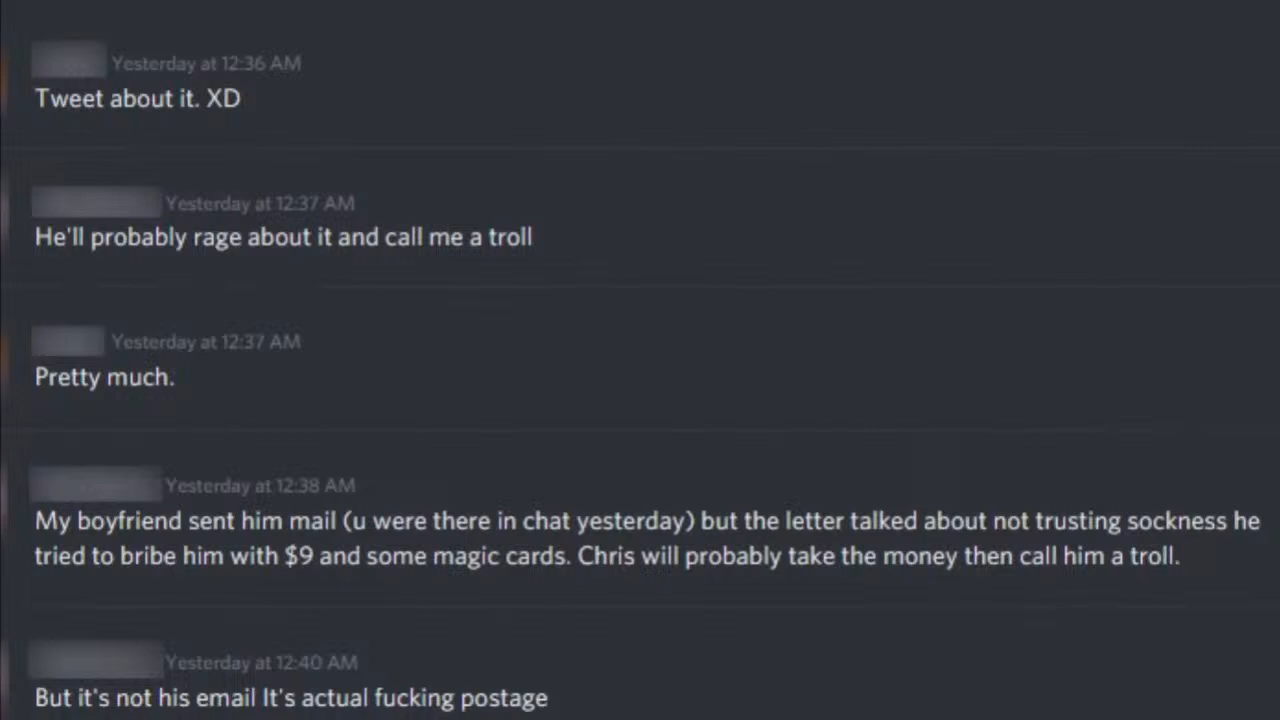 Yesterday at 12:36 AM
Tweet about it. XD
Yesterday at 12:37 AM
He'll probably rage about it and call me a troll
Yesterday at 12:37 AM
Pretty much.
Yesterday at 12:38 AM
My boyfriend sent him mail (u were there in chat yesterday) but the letter talked about not trusting sockness he
tried to bribe him with $9 and some magic cards. Chris will probably take the money then call him a troll.
Yesterday at 12:40 AM
But it's not his email It's actual fucking postage